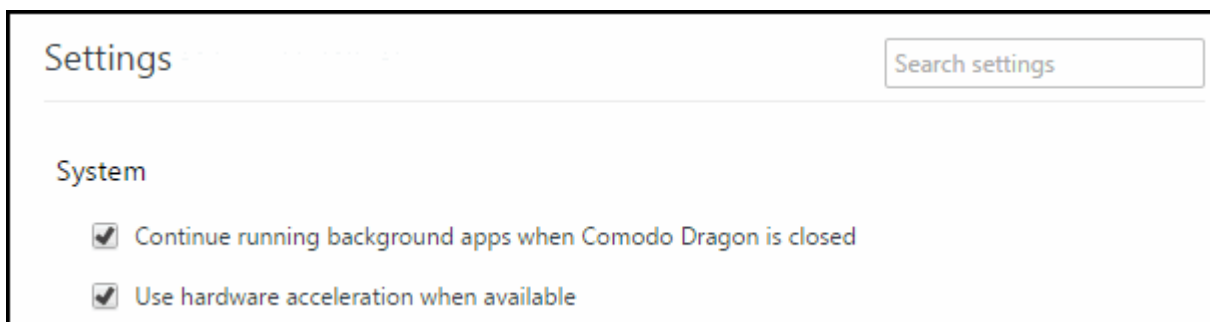 Settings
Search settings
System
Continue running background apps when Comodo Dragon is closed
Use hardware acceleration when available